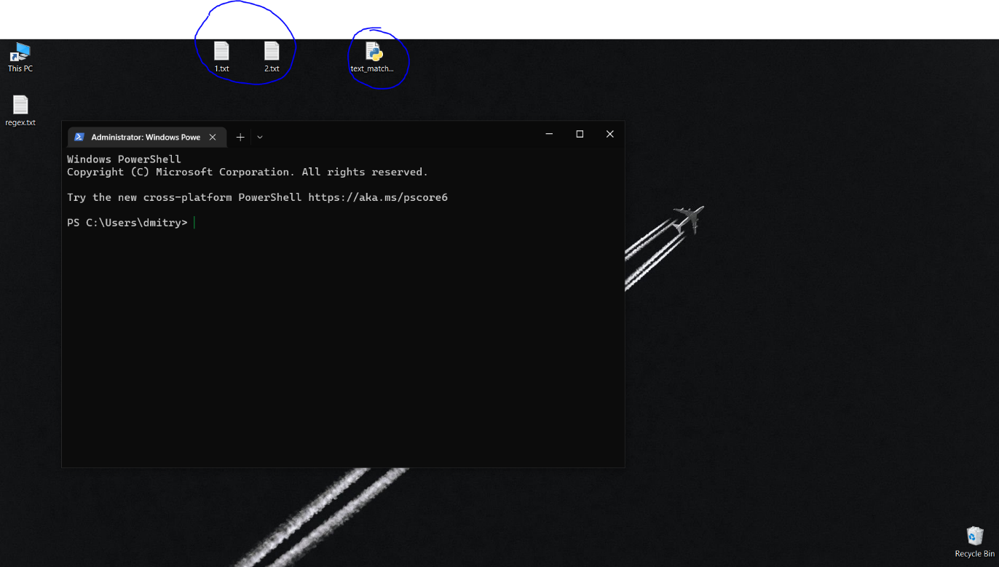 1.txt
2.txt
text_match...
This PC
regex.txt
Administrator: Windows Powe
Windows PowerShell
Copyright (C) Microsoft Corporation. All rights reserved.
Try the new cross-platform PowerShell https://aka.ms/pscore6
PS C:\Users\dmitry>
Recycle Bin